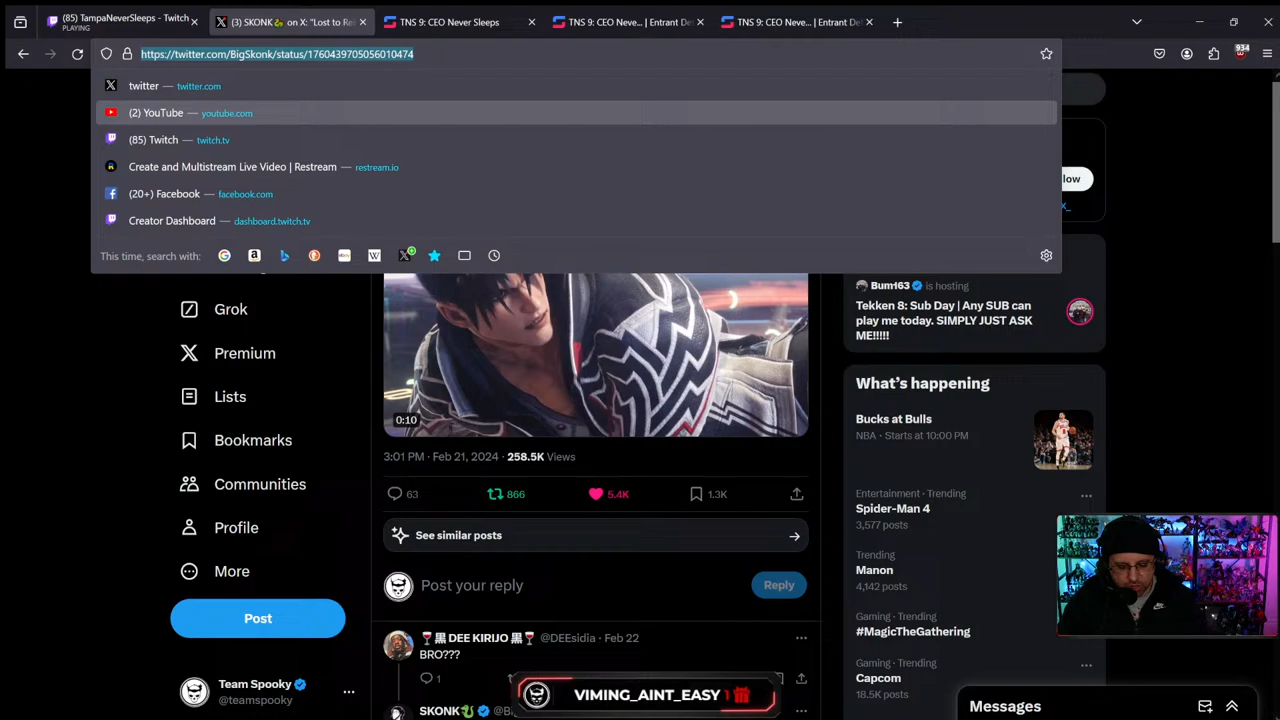 (85) TampaNeverSleeps - Twitch
PLAYING
(3) SKONK🐍 on X: "Lost to Re
TNS 9: CEO Never Sleeps
TNS 9: CEO Neve... | Entrant De
TNS 9: CEO Neve... | Entrant De
https://twitter.com/BigSkonk/status/1760439705056010474
934
twitter — twitter.com
(2) YouTube — youtube.com
(85) Twitch — twitch.tv
Create and Multistream Live Video | Restream — restream.io
(20+) Facebook — facebook.com
Creator Dashboard — dashboard.twitch.tv
This time, search with:
Grok
Premium
Lists
Bookmarks
Communities
Profile
More
Post
Team Spooky
@teamspooky
0:10
3:01 PM · Feb 21, 2024 · 258.5K Views
63 866 5.4K 1.3K
See similar posts
Post your reply
Reply
🍷黒 DEE KIRIJO 黒🍷 @DEEsidia · Feb 22
BRO???
1
SKONK🐍 @Bi
VIMING_AINT_EASY 1
low
X_
Bum163 is hosting
Tekken 8: Sub Day | Any SUB can
play me today. SIMPLY JUST ASK
ME!!!!!
What's happening
Bucks at Bulls
NBA · Starts at 10:00 PM
Entertainment · Trending
Spider-Man 4
3,577 posts
Trending
Manon
4,142 posts
Gaming · Trending
#MagicTheGathering
Gaming · Trending
Capcom
18.5K posts
Messages